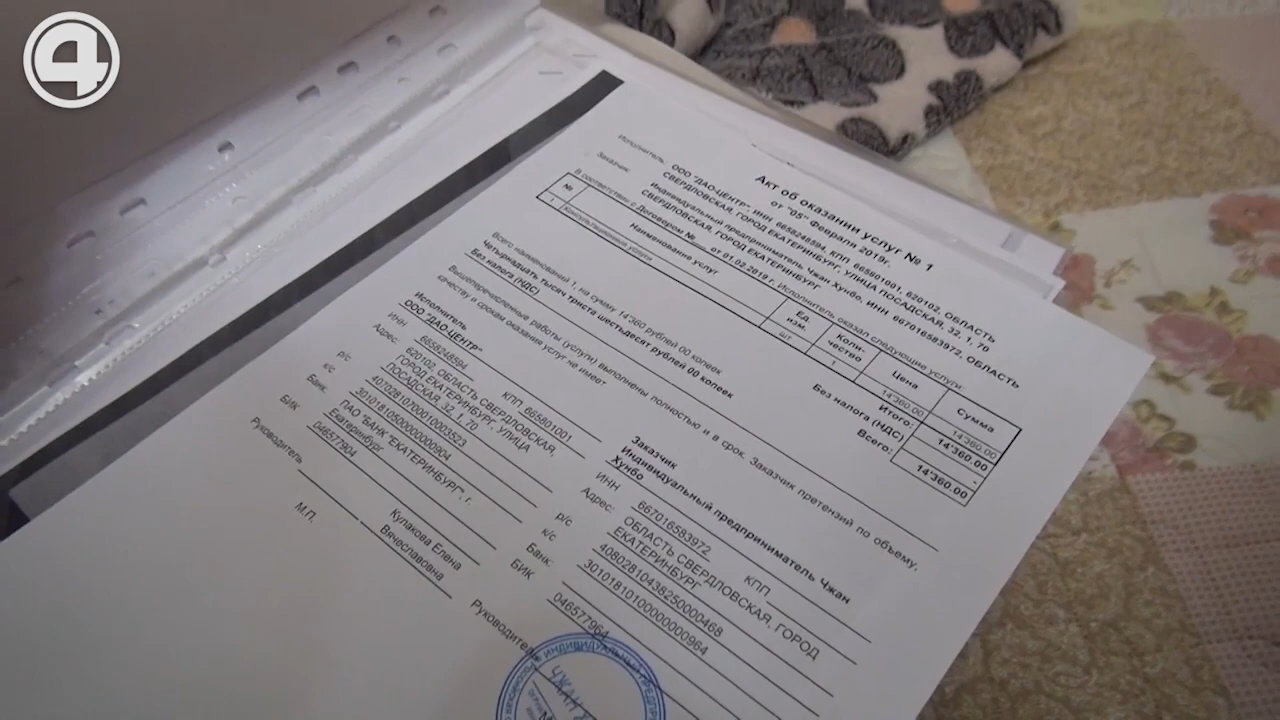 4
Акт об оказании услуг № 1
от "05" Февраля 2019г.
Исполнитель: ООО "ДАО-ЦЕНТР" ИНН 6658248594, КПП 665801001, 620102, ОБЛАСТЬ
СВЕРДЛОВСКАЯ, ГОРОД ЕКАТЕРИНБУРГ, УЛИЦА ПОСАДСКАЯ, 32, 1, 70
Заказчик: Индивидуальный предприниматель Чжан Хунбо, ИНН 667016583972, ОБЛАСТЬ
СВЕРДЛОВСКАЯ, ГОРОД ЕКАТЕРИНБУРГ
В соответствии с Договором № от 01.02.2019 г. Исполнитель оказал следующие услуги:
№ Наименование услуг Ед. изм. Коли-чество Цена Сумма
1 Консультационные услуги шт 1 14'360.00 14'360.00
Итого: 14'360.00
Без налога (НДС) -
Всего: 14'360.00
Всего наименований 1, на сумму 14'360 рублей 00 копеек
Четырнадцать тысяч триста шестьдесят рублей 00 копеек
Без налога (НДС)
Вышеперечисленные работы (услуги) выполнены полностью и в срок. Заказчик претензий по объему,
качеству и срокам оказания услуг не имеет
Исполнитель
ООО "ДАО-ЦЕНТР"
ИНН 6658248594 КПП 665801001
Адрес: 620102, ОБЛАСТЬ СВЕРДЛОВСКАЯ,
ГОРОД ЕКАТЕРИНБУРГ, УЛИЦА
ПОСАДСКАЯ, 32, 1, 70
р/с 40702810700010003523
к/с 30101810500000000904
Банк: ПАО "БАНК "ЕКАТЕРИНБУРГ", г.
Екатеринбург
БИК 046577904
Руководитель
Кулакова Елена
Вячеславовна
М.П.
Заказчик
Индивидуальный предприниматель Чжан
Хунбо
ИНН 667016583972 КПП
Адрес: ОБЛАСТЬ СВЕРДЛОВСКАЯ, ГОРОД
ЕКАТЕРИНБУРГ
р/с 40802810438250000468
к/с 30101810100000000964
Банк:
БИК 046577964
Руководитель
ИНДИВИДУАЛЬНЫЙ
ЧЖАН